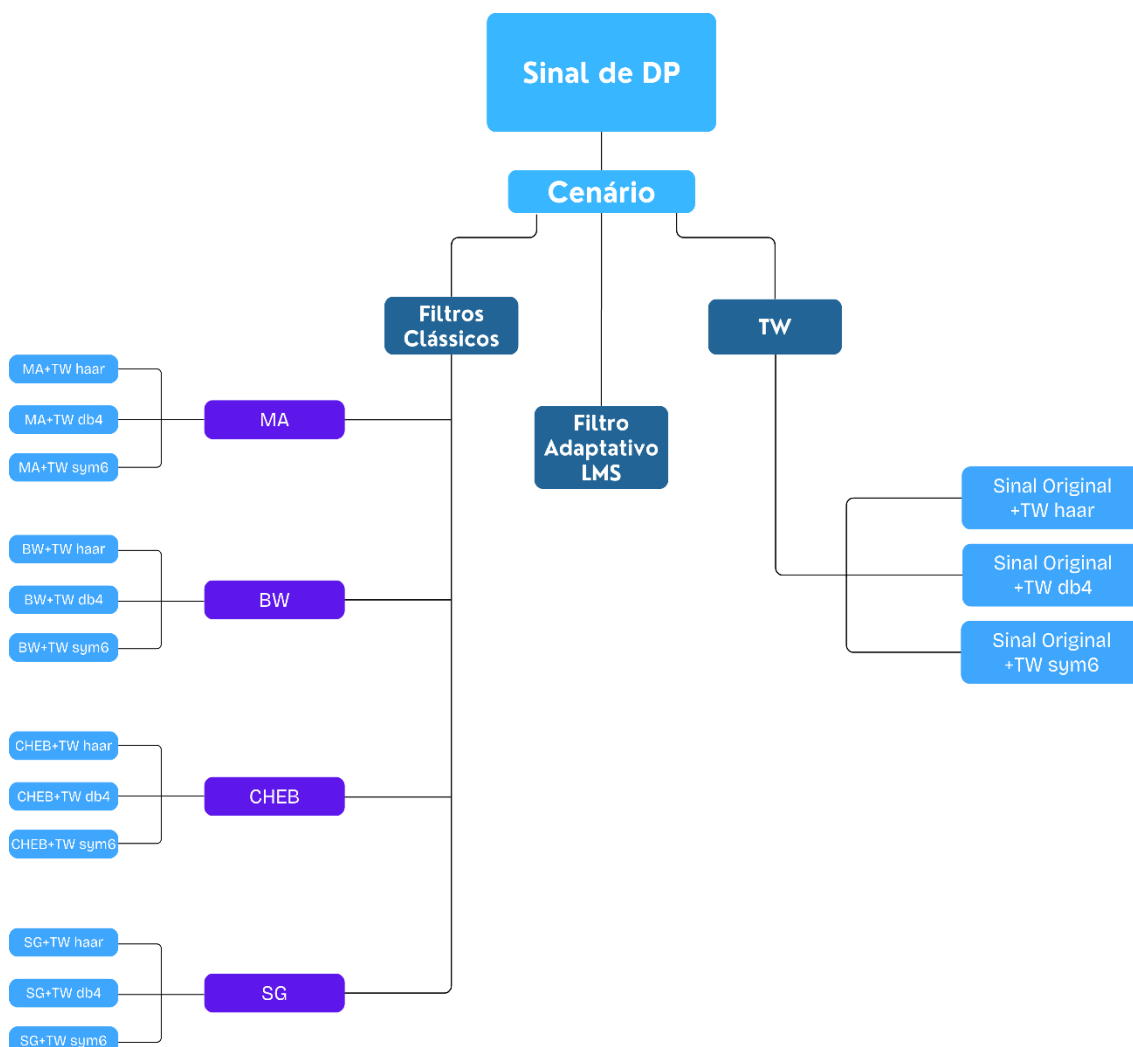 Sinal de DP
Cenário
Filtros
Clássicos
TW
Filtro
Adaptativo
LMS
MA+TW haar
MA+TW db4
MA+TW sym6
MA
BW+TW haar
BW+TW db4
BW+TW sym6
BW
CHEB+TW haar
CHEB+TW db4
CHEB+TW sym6
CHEB
SG+TW haar
SG+TW db4
SG+TW sym6
SG
Sinal Original
+TW haar
Sinal Original
+TW db4
Sinal Original
+TW sym6